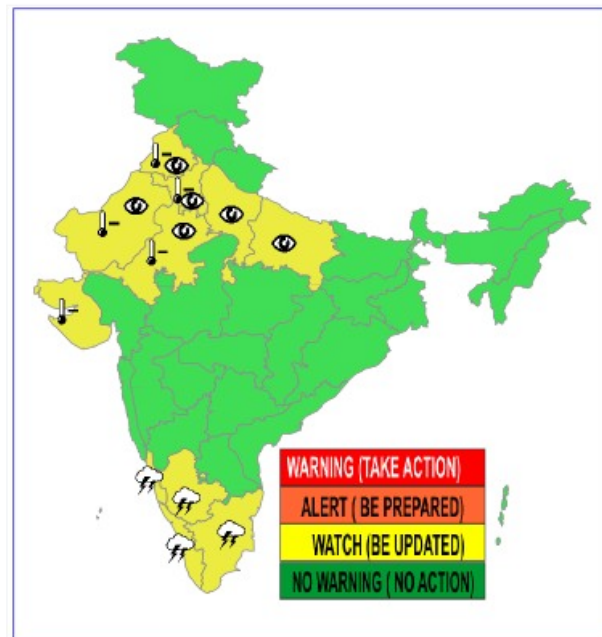 WARNING (TAKE ACTION)
ALERT ( BE PREPARED)
WATCH (BE UPDATED)
NO WARNING ( NO ACTION)